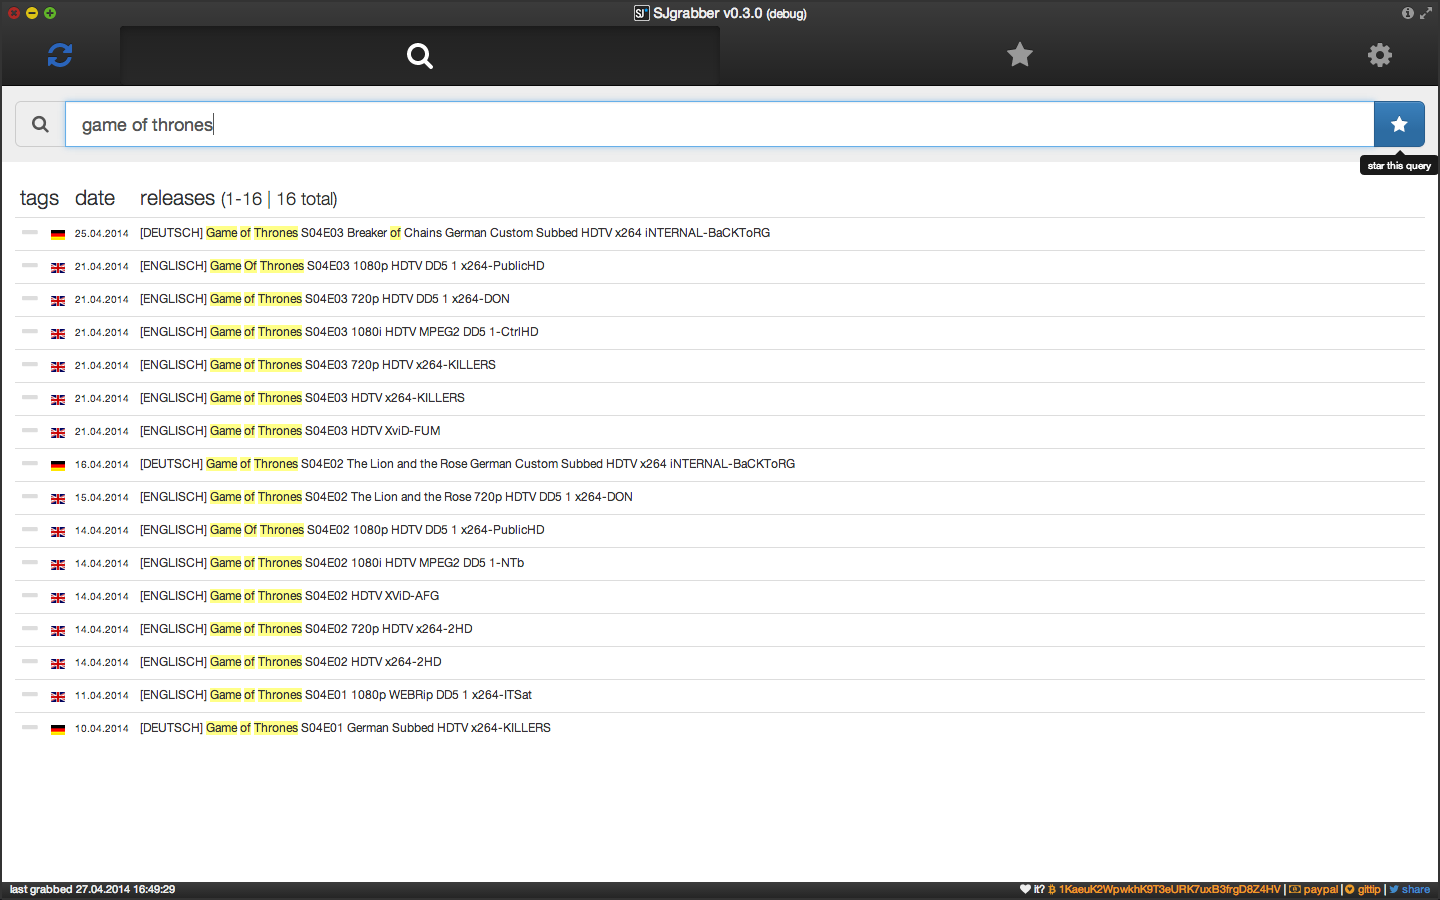 SJ SJgrabber v0.3.0 (debug)
game of thrones
star this query
tags date releases (1-16 | 16 total)
25.04.2014 [DEUTSCH] Game of Thrones S04E03 Breaker of Chains German Custom Subbed HDTV x264 iNTERNAL-BaCKToRG
21.04.2014 [ENGLISCH] Game Of Thrones S04E03 1080p HDTV DD5 1 x264-PublicHD
21.04.2014 [ENGLISCH] Game of Thrones S04E03 720p HDTV DD5 1 x264-DON
21.04.2014 [ENGLISCH] Game of Thrones S04E03 1080i HDTV MPEG2 DD5 1-CtrlHD
21.04.2014 [ENGLISCH] Game of Thrones S04E03 720p HDTV x264-KILLERS
21.04.2014 [ENGLISCH] Game of Thrones S04E03 HDTV x264-KILLERS
21.04.2014 [ENGLISCH] Game of Thrones S04E03 HDTV XviD-FUM
16.04.2014 [DEUTSCH] Game of Thrones S04E02 The Lion and the Rose German Custom Subbed HDTV x264 iNTERNAL-BaCKToRG
15.04.2014 [ENGLISCH] Game of Thrones S04E02 The Lion and the Rose 720p HDTV DD5 1 x264-DON
14.04.2014 [ENGLISCH] Game Of Thrones S04E02 1080p HDTV DD5 1 x264-PublicHD
14.04.2014 [ENGLISCH] Game of Thrones S04E02 1080i HDTV MPEG2 DD5 1-NTb
14.04.2014 [ENGLISCH] Game of Thrones S04E02 HDTV XViD-AFG
14.04.2014 [ENGLISCH] Game of Thrones S04E02 720p HDTV x264-2HD
14.04.2014 [ENGLISCH] Game of Thrones S04E02 HDTV x264-2HD
11.04.2014 [ENGLISCH] Game of Thrones S04E01 1080p WEBRip DD5 1 x264-ITSat
10.04.2014 [DEUTSCH] Game of Thrones S04E01 German Subbed HDTV x264-KILLERS
last grabbed 27.04.2014 16:49:29 it? 1KaeuK2WpwkhK9T3eURK7uxB3frgD8Z4HV | paypal | gittip | share